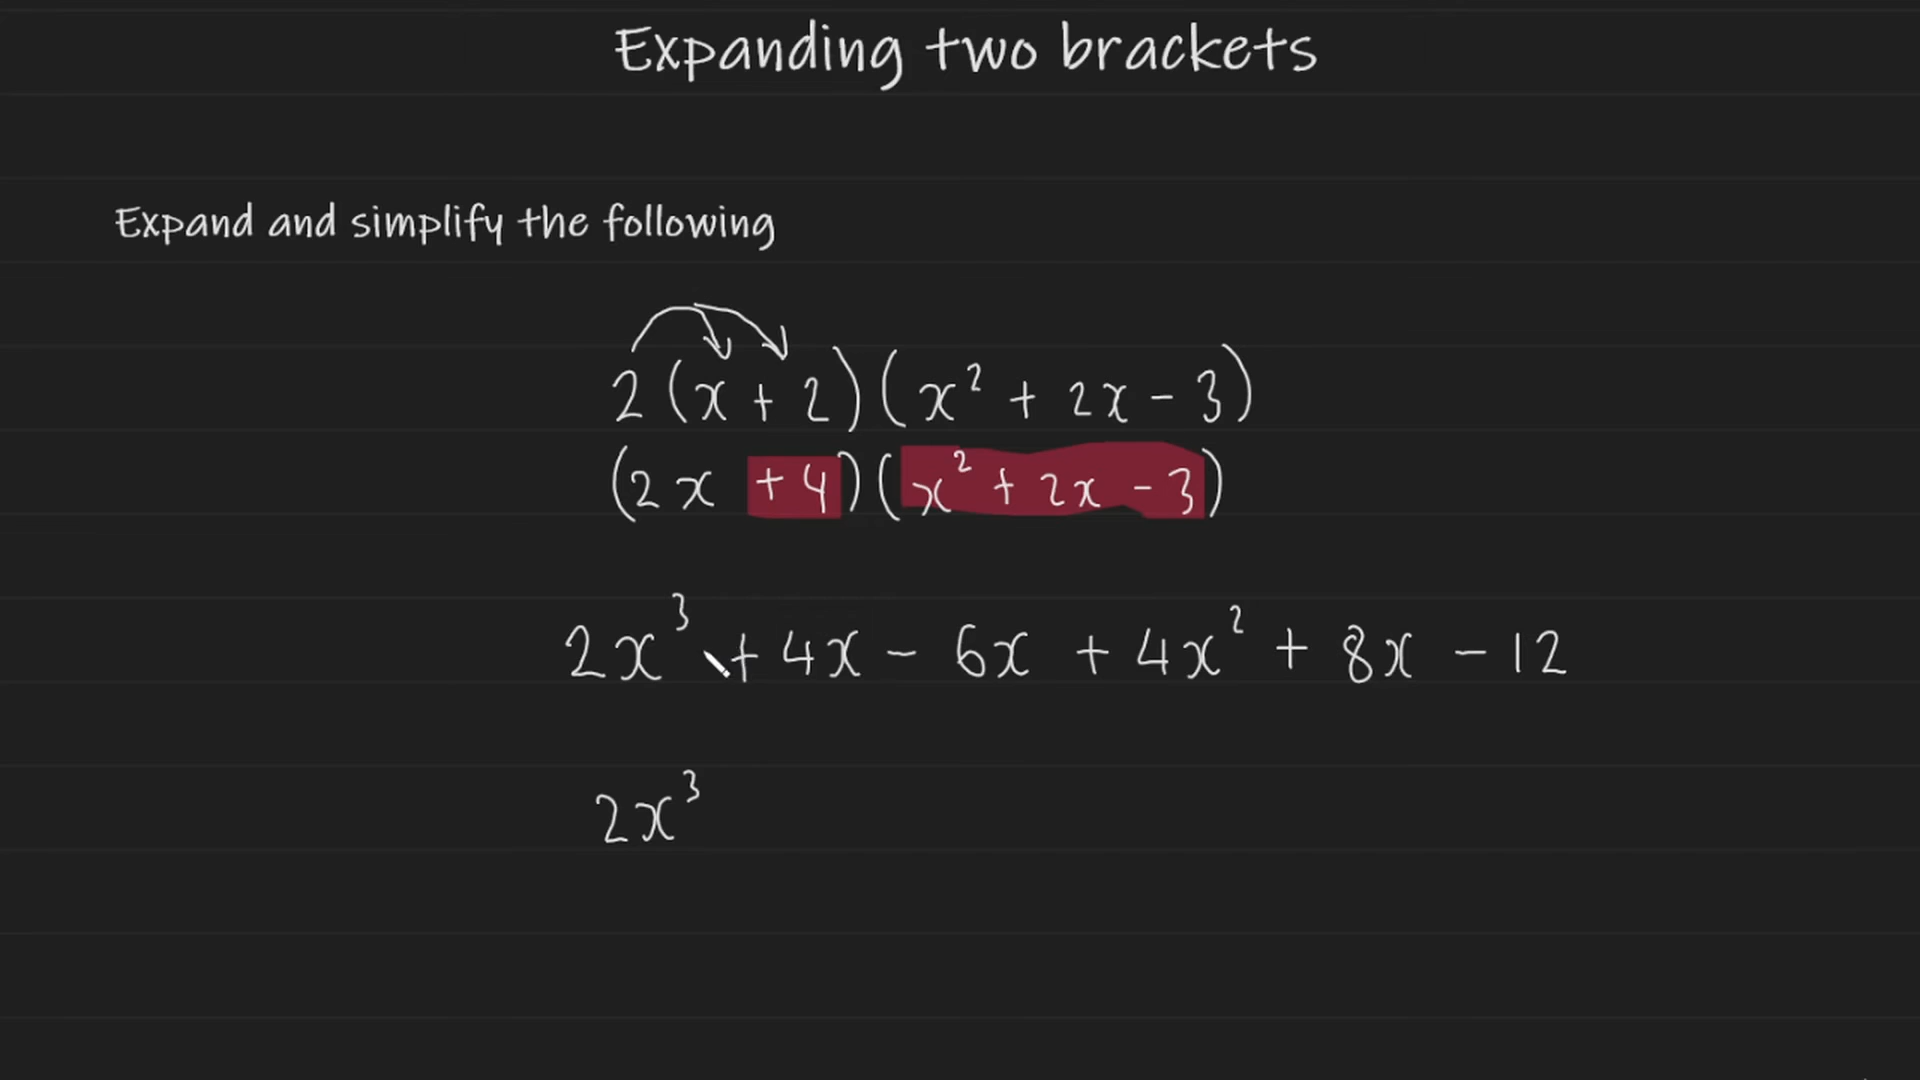 Expanding two brackets
Expand and simplify the following
2(x + 2)(x² + 2x - 3)
(2x + 4)(x² + 2x - 3)
2x³ + 4x - 6x + 4x² + 8x - 12
2x³